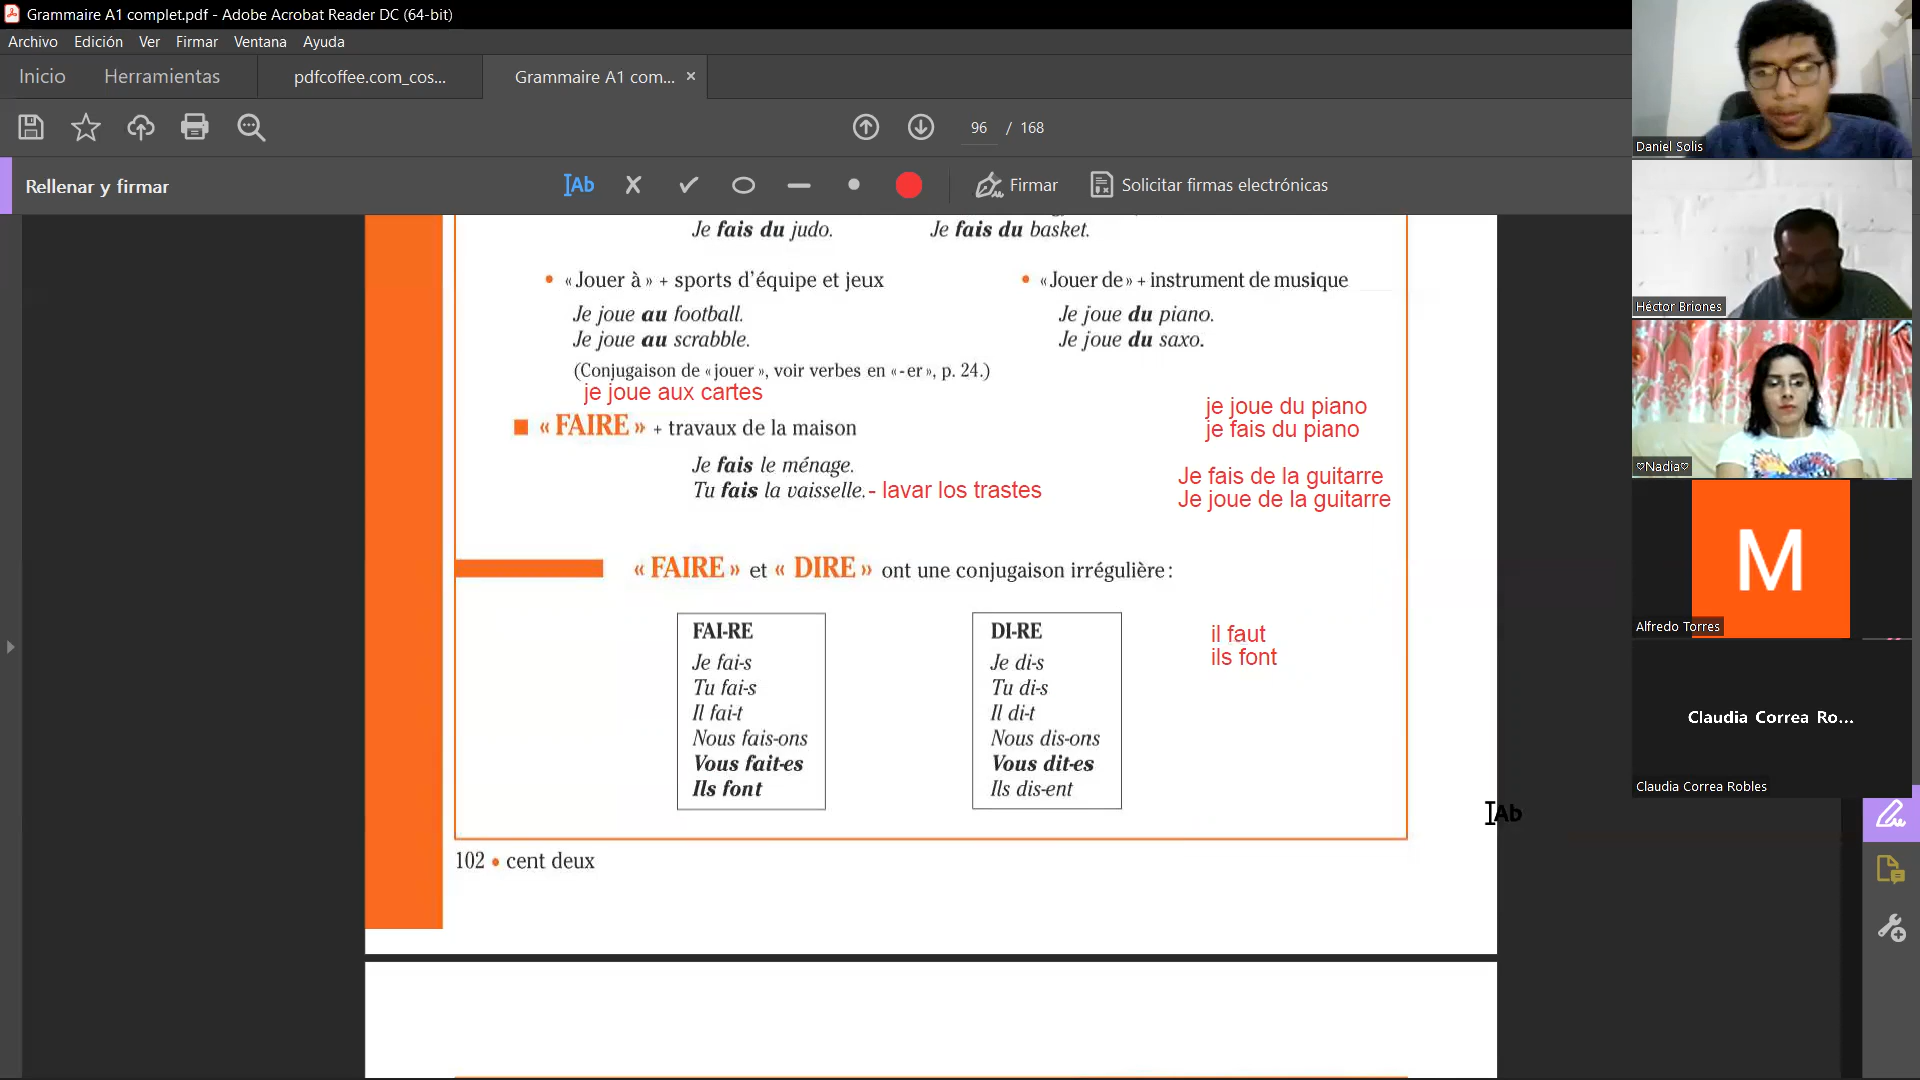 Grammaire A1 complet.pdf - Adobe Acrobat Reader DC (64-bit)
Archivo Edición Ver Firmar Ventana Ayuda
Inicio Herramientas pdfcoffee.com_cos... Grammaire A1 com... ×
96 / 168
Rellenar y firmar Ab Firmar Solicitar firmas electrónicas
Je fais du judo. Je fais du basket.
• «Jouer à» + sports d'équipe et jeux
Je joue au football.
Je joue au scrabble.
(Conjugaison de «jouer», voir verbes en «-er», p. 24.)
je joue aux cartes
• «Jouer de» + instrument de musique
Je joue du piano.
Je joue du saxo.
je joue du piano
je fais du piano
« FAIRE » + travaux de la maison
Je fais le ménage.
Tu fais la vaisselle. - lavar los trastes
Je fais de la guitarre
Je joue de la guitarre
« FAIRE » et « DIRE » ont une conjugaison irrégulière :
FAI-RE
Je fai-s
Tu fai-s
Il fai-t
Nous fais-ons
Vous fait-es
Ils font
DI-RE
Je di-s
Tu di-s
Il di-t
Nous dis-ons
Vous dit-es
Ils dis-ent
il faut
ils font
102 • cent deux
Ab
Daniel Solis
Héctor Briones
♡Nadia♡
M
Alfredo Torres
Claudia Correa Ro...
Claudia Correa Robles